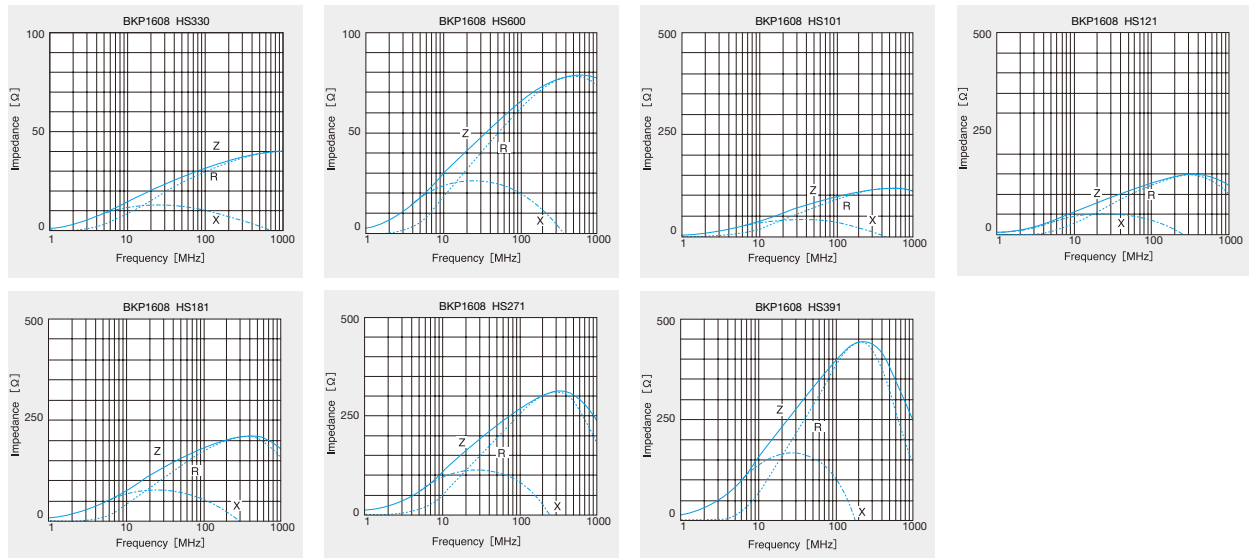 BKP1608 HS330
100
50
0
Impedance [Ω]
Z
R
X
1 10 100 1000
Frequency [MHz]
BKP1608 HS600
100
50
0
Impedance [Ω]
Z
R
X
1 10 100 1000
Frequency [MHz]
BKP1608 HS101
500
250
0
Impedance [Ω]
Z
R
X
1 10 100 1000
Frequency [MHz]
BKP1608 HS121
500
250
0
Impedance [Ω]
Z
R
X
1 10 100 1000
Frequency [MHz]
BKP1608 HS181
500
250
0
Impedance [Ω]
Z
R
X
1 10 100 1000
Frequency [MHz]
BKP1608 HS271
500
250
0
Impedance [Ω]
Z
R
X
1 10 100 1000
Frequency [MHz]
BKP1608 HS391
500
250
0
Impedance [Ω]
Z
R
X
1 10 100 1000
Frequency [MHz]